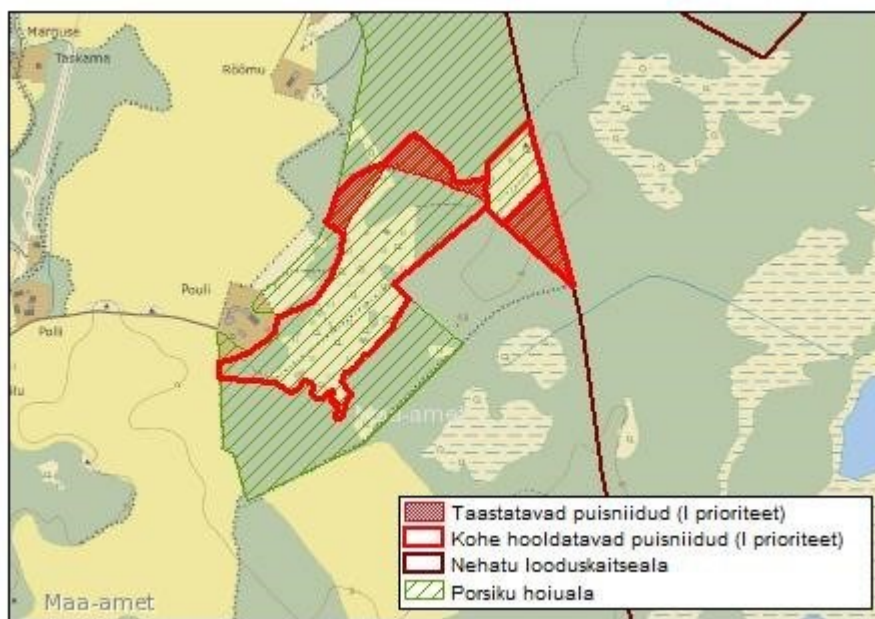 Marguse
Taskama
Rõõmu
Pouli
Polli
Maa-amet
Taastatavad puisniidud (I prioriteet)
Kohe hooldatavad puisniidud (I prioriteet)
Nehatu looduskaitseala
Porsiku hoiuala
Maa-amet